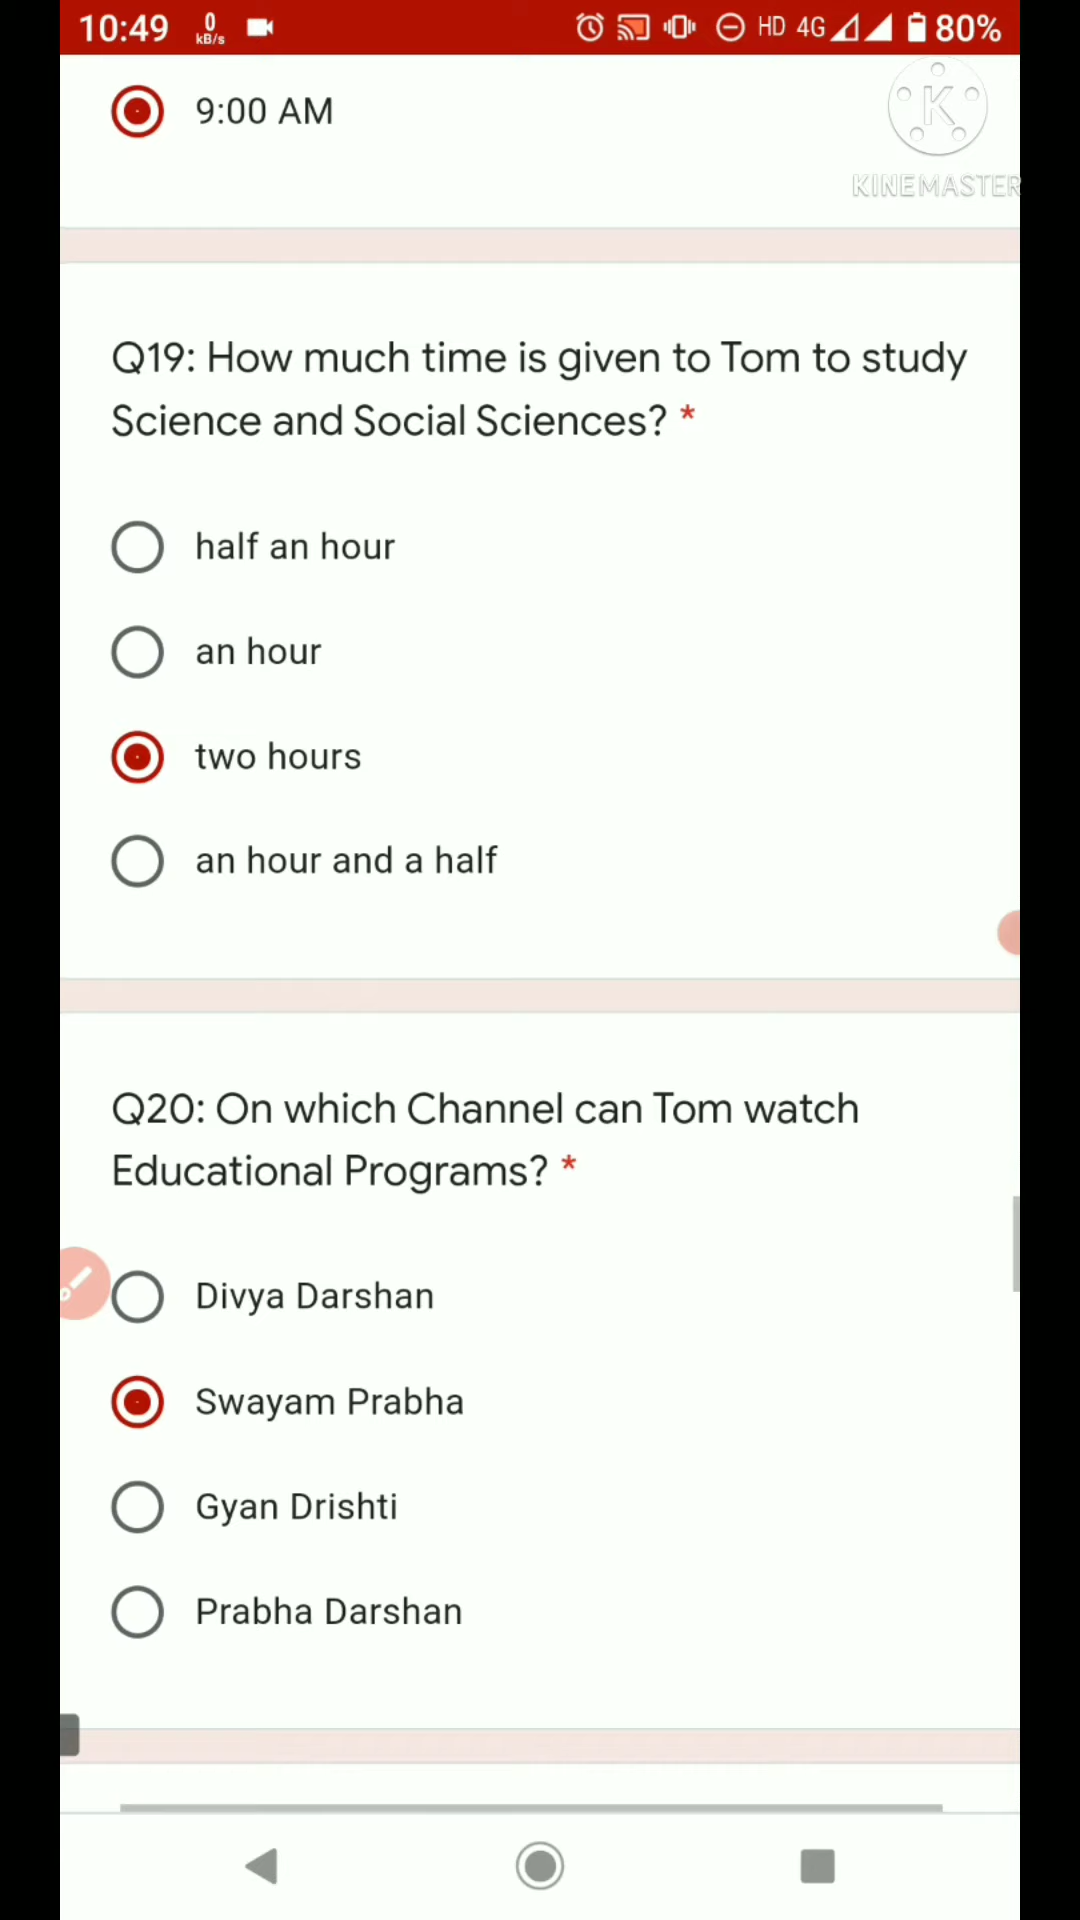 10:49 0 kB/s HD 4G 80%
9:00 AM
K
KINEMASTER
Q19: How much time is given to Tom to study
Science and Social Sciences? *
half an hour
an hour
two hours
an hour and a half
Q20: On which Channel can Tom watch
Educational Programs? *
Divya Darshan
Swayam Prabha
Gyan Drishti
Prabha Darshan